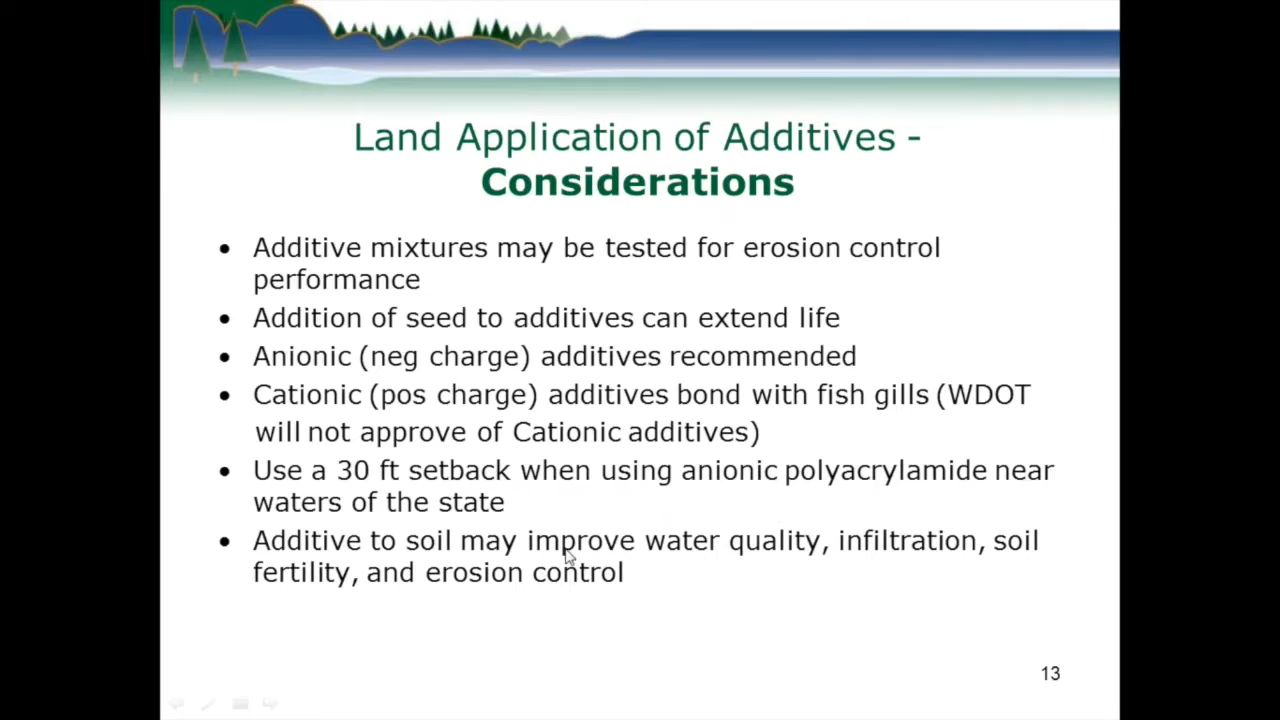 Land Application of Additives -
Considerations
• Additive mixtures may be tested for erosion control
performance
• Addition of seed to additives can extend life
• Anionic (neg charge) additives recommended
• Cationic (pos charge) additives bond with fish gills (WDOT
will not approve of Cationic additives)
• Use a 30 ft setback when using anionic polyacrylamide near
waters of the state
• Additive to soil may improve water quality, infiltration, soil
fertility, and erosion control
13